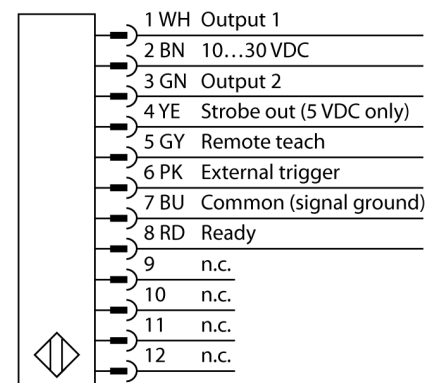 1 WH Output 1
2 BN 10…30 VDC
3 GN Output 2
4 YE Strobe out (5 VDC only)
5 GY Remote teach
6 PK External trigger
7 BU Common (signal ground)
8 RD Ready
9 n.c.
10 n.c.
11 n.c.
12 n.c.